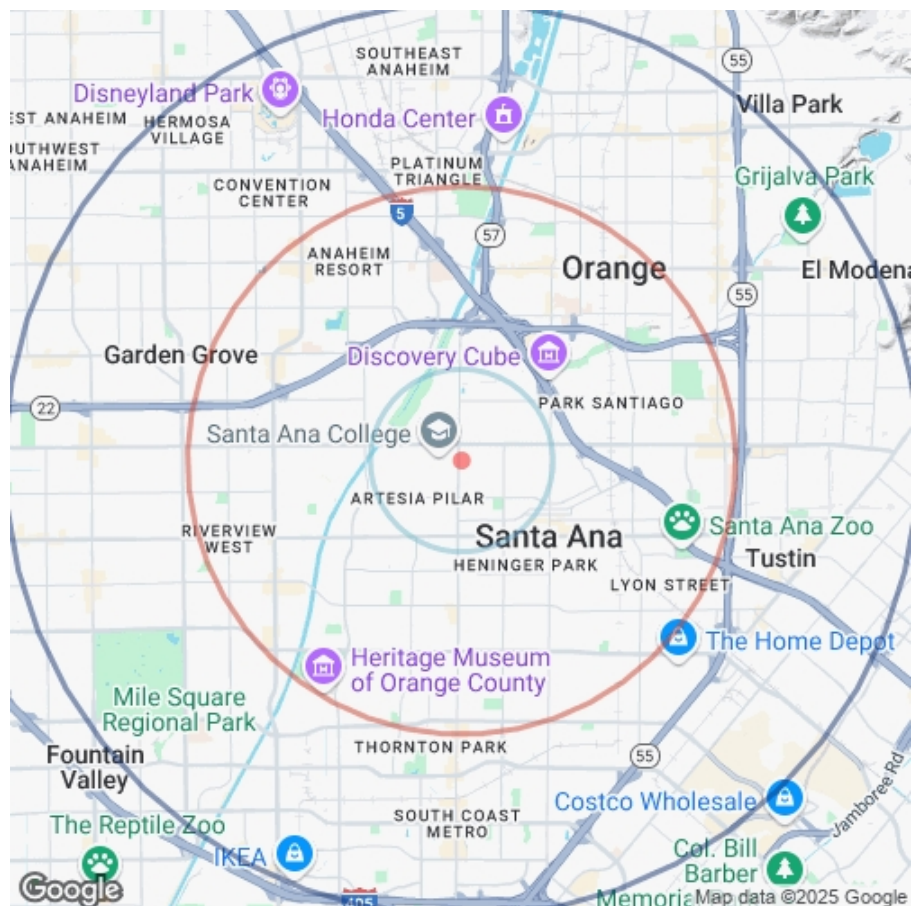 SOUTHEAST
ANAHEIM
55
Disneyland Park
Villa Park
EST ANAHEIM
HERMOSA
VILLAGE
Honda Center
OUTHWEST
ANAHEIM
PLATINUM
TRIANGLE
Grijalva Park
CONVENTION
CENTER
5
57
ANAHEIM
RESORT
Orange
El Modena
55
Garden Grove
Discovery Cube
22
PARK SANTIAGO
Santa Ana College
ARTESIA PILAR
RIVERVIEW
WEST
Santa Ana
Santa Ana Zoo
HENINGER PARK
Tustin
LYON STREET
The Home Depot
Heritage Museum
of Orange County
Mile Square
Regional Park
THORNTON PARK
Fountain
Valley
55
Jamboree Rd
Costco Wholesale
SOUTH COAST
METRO
The Reptile Zoo
IKEA
Col. Bill
Barber
Google
405
Map data ©2025 Google